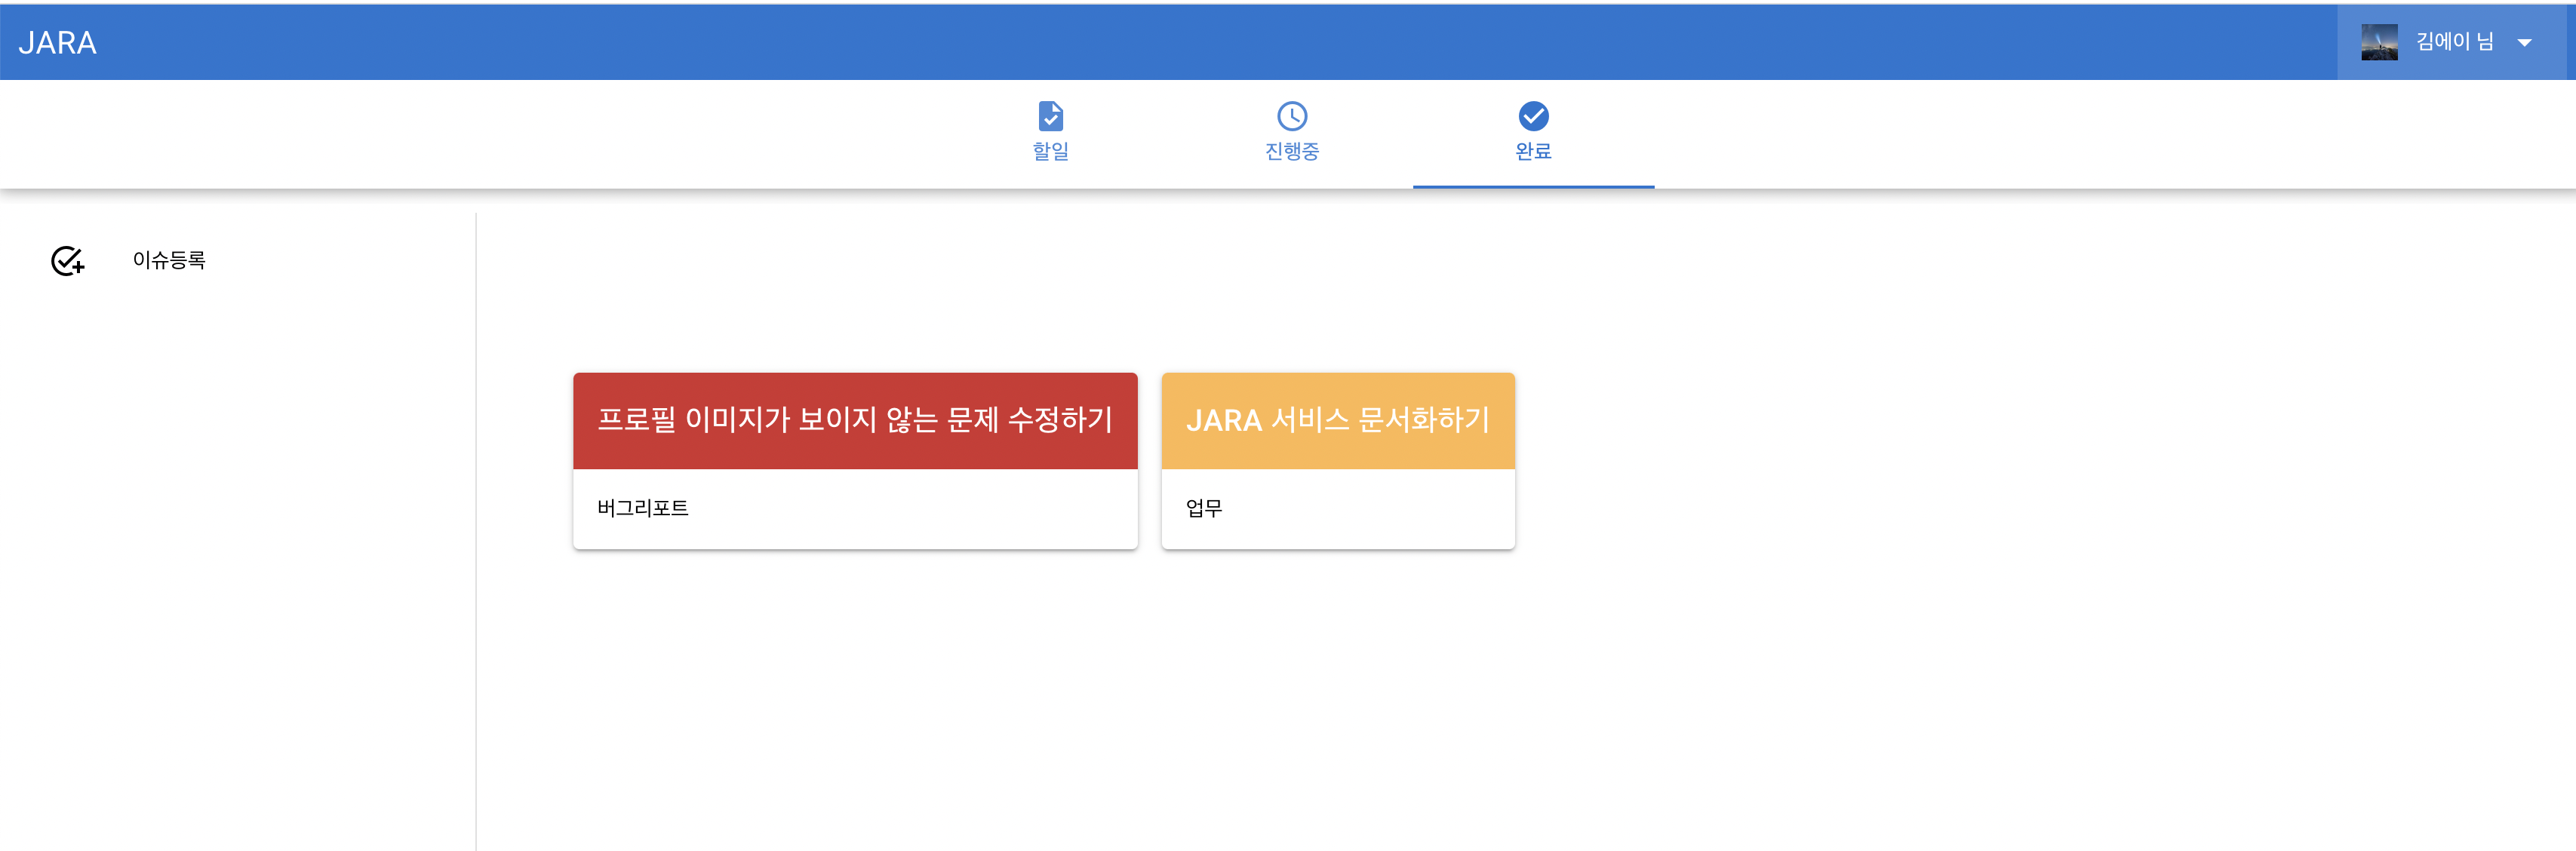 JARA
김에이 님
할일
진행중
완료
이슈등록
프로필 이미지가 보이지 않는 문제 수정하기
버그리포트
JARA 서비스 문서화하기
업무